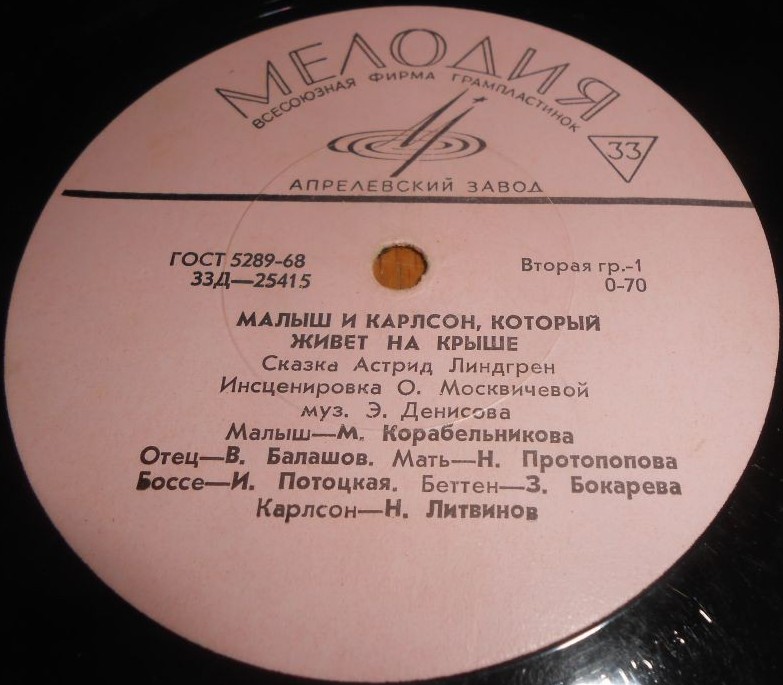 МЕЛОДИЯ
ВСЕСОЮЗНАЯ ФИРМА ГРАМПЛАСТИНОК
33
АПРЕЛЕВСКИЙ ЗАВОД
ГОСТ 5289-68
33Д—25415
Вторая гр.-1
0-70
МАЛЫШ И КАРЛСОН, КОТОРЫЙ
ЖИВЕТ НА КРЫШЕ
Сказка Астрид Линдгрен
Инсценировка О. Москвичевой
муз. Э. Денисова
Малыш—М. Корабельникова
Отец—В. Балашов. Мать—Н. Протопопова
Боссе—И. Потоцкая. Беттен—З. Бокарева
Карлсон—Н. Литвинов